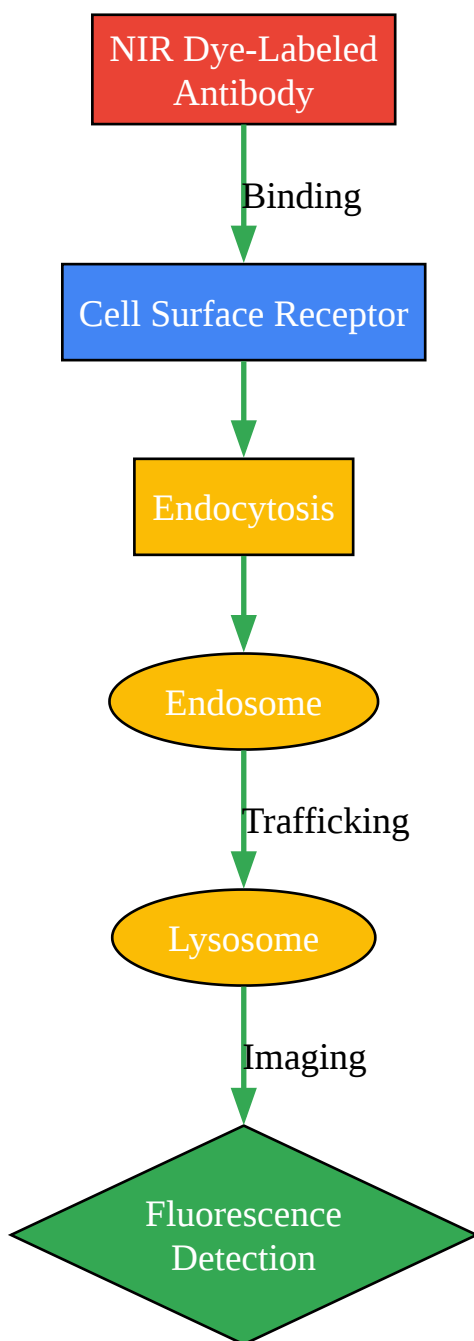 NIR Dye-Labeled
Antibody
Binding
Cell Surface Receptor
Endocytosis
Endosome
Trafficking
Lysosome
Imaging
Fluorescence
Detection